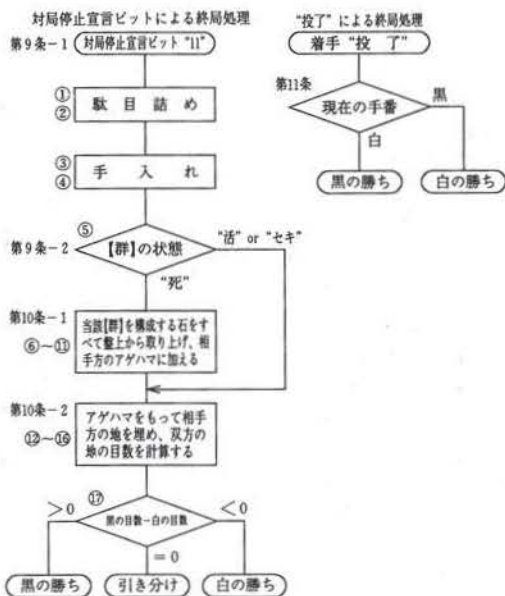 対局停止宣言ビットによる終局処理
第9条−1
対局停止宣言ビット “11”
①
②
駄目詰め
③
④
手入れ
⑤
第9条−2
【群】の状態
“活” or “セキ”
“死”
第10条−1
⑥〜⑪
当該【群】を構成する石をす
べて盤上から取り上げ、相
手方のアゲハマに加える
第10条−2
⑫〜⑯
アゲハマをもって相手
方の地を埋め、双方の
地の目数を計算する
⑰
黒の目数−白の目数
>0
=0
<0
黒の勝ち
引き分け
白の勝ち
“投了”による終局処理
着手 “投 了”
第11条
現在の手番
黒
白
黒の勝ち
白の勝ち